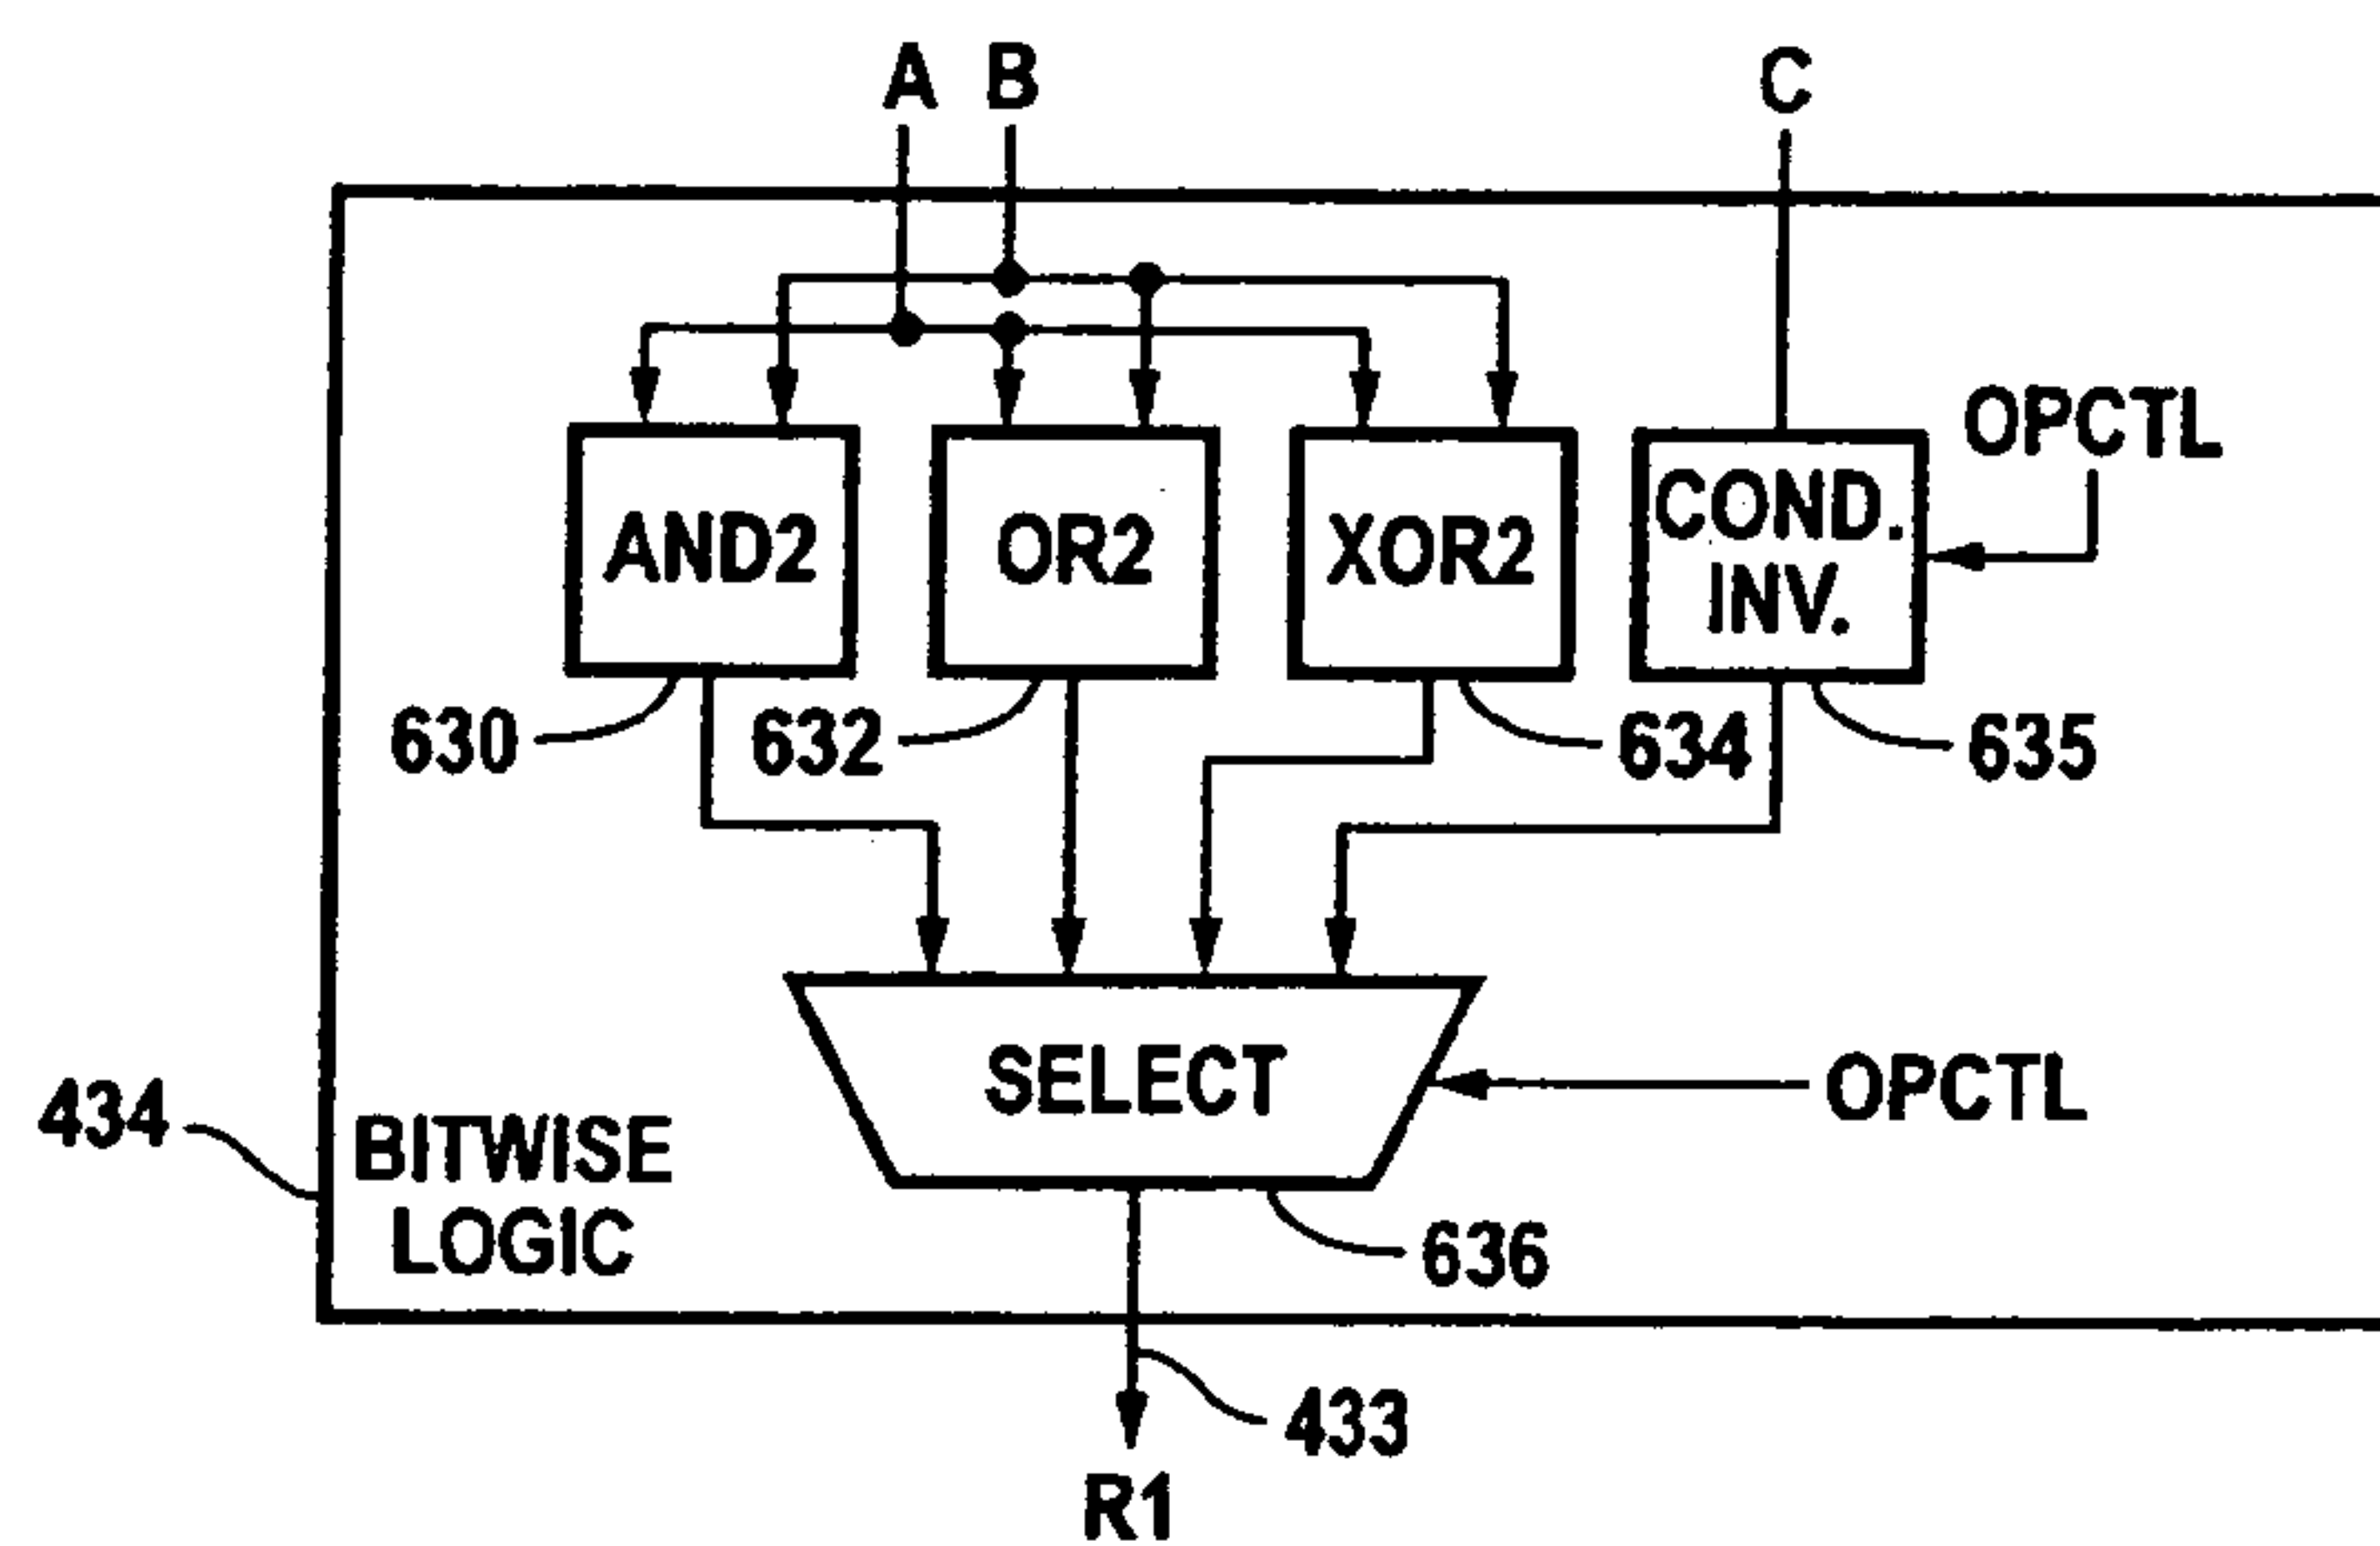 A B C
OPCTL
AND2 OR2 XOR2 COND.
INV.
630 632 634 635
SELECT
OPCTL
434
BITWISE
LOGIC
636
433
R1